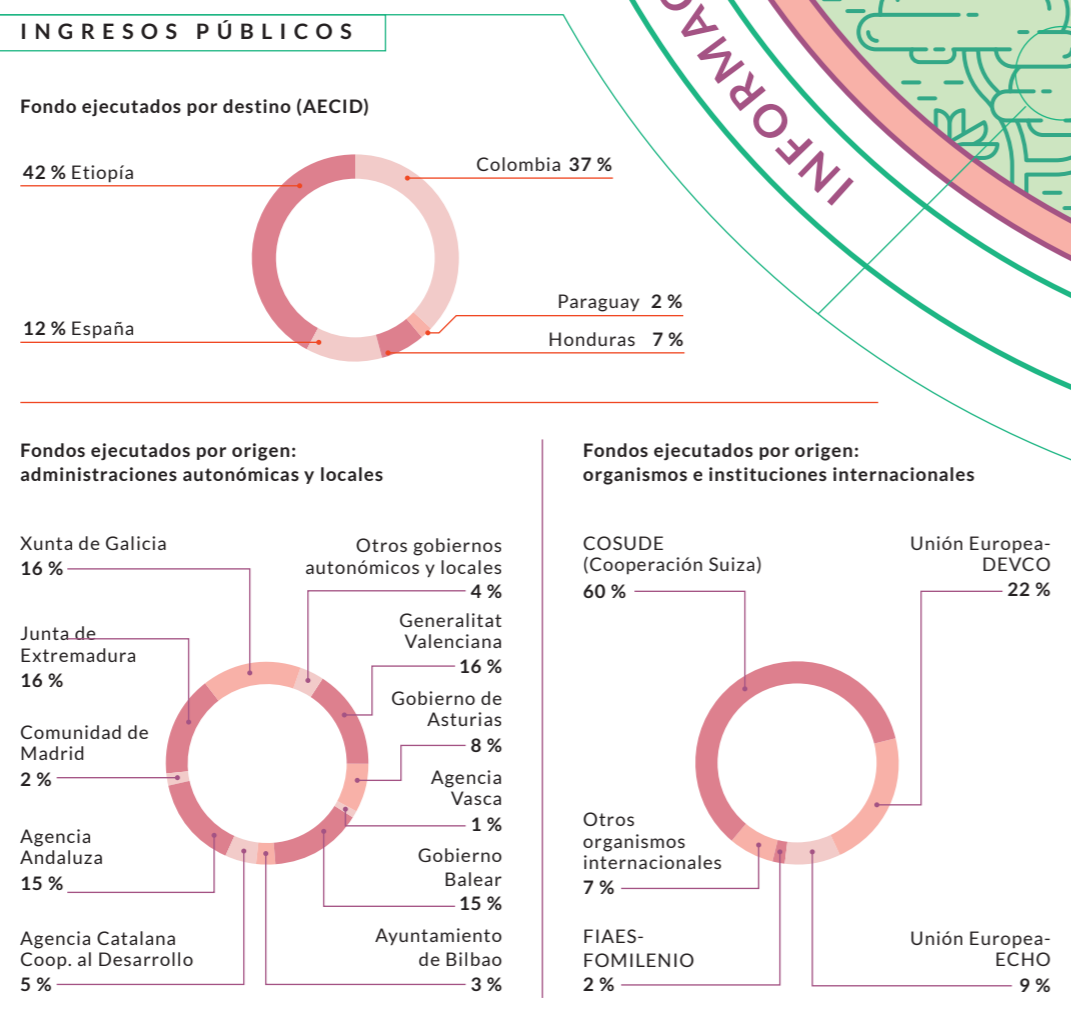 INGRESOS PÚBLICOS
INFORMAC
Fondo ejecutados por destino (AECID)
42 % Etiopía
Colombia 37 %
Paraguay 2 %
12 % España
Honduras 7 %
Fondos ejecutados por origen:
administraciones autonómicas y locales
Xunta de Galicia
16 %
Otros gobiernos
autonómicos y locales
4 %
Junta de
Extremadura
16 %
Generalitat
Valenciana
16 %
Gobierno de
Asturias
8 %
Comunidad de
Madrid
2 %
Agencia
Vasca
1 %
Agencia
Andaluza
15 %
Gobierno
Balear
15 %
Agencia Catalana
Coop. al Desarrollo
5 %
Ayuntamiento
de Bilbao
3 %
Fondos ejecutados por origen:
organismos e instituciones internacionales
COSUDE
(Cooperación Suiza)
60 %
Unión Europea-
DEVCO
22 %
Otros
organismos
internacionales
7 %
FIAES-
FOMILENIO
2 %
Unión Europea-
ECHO
9 %